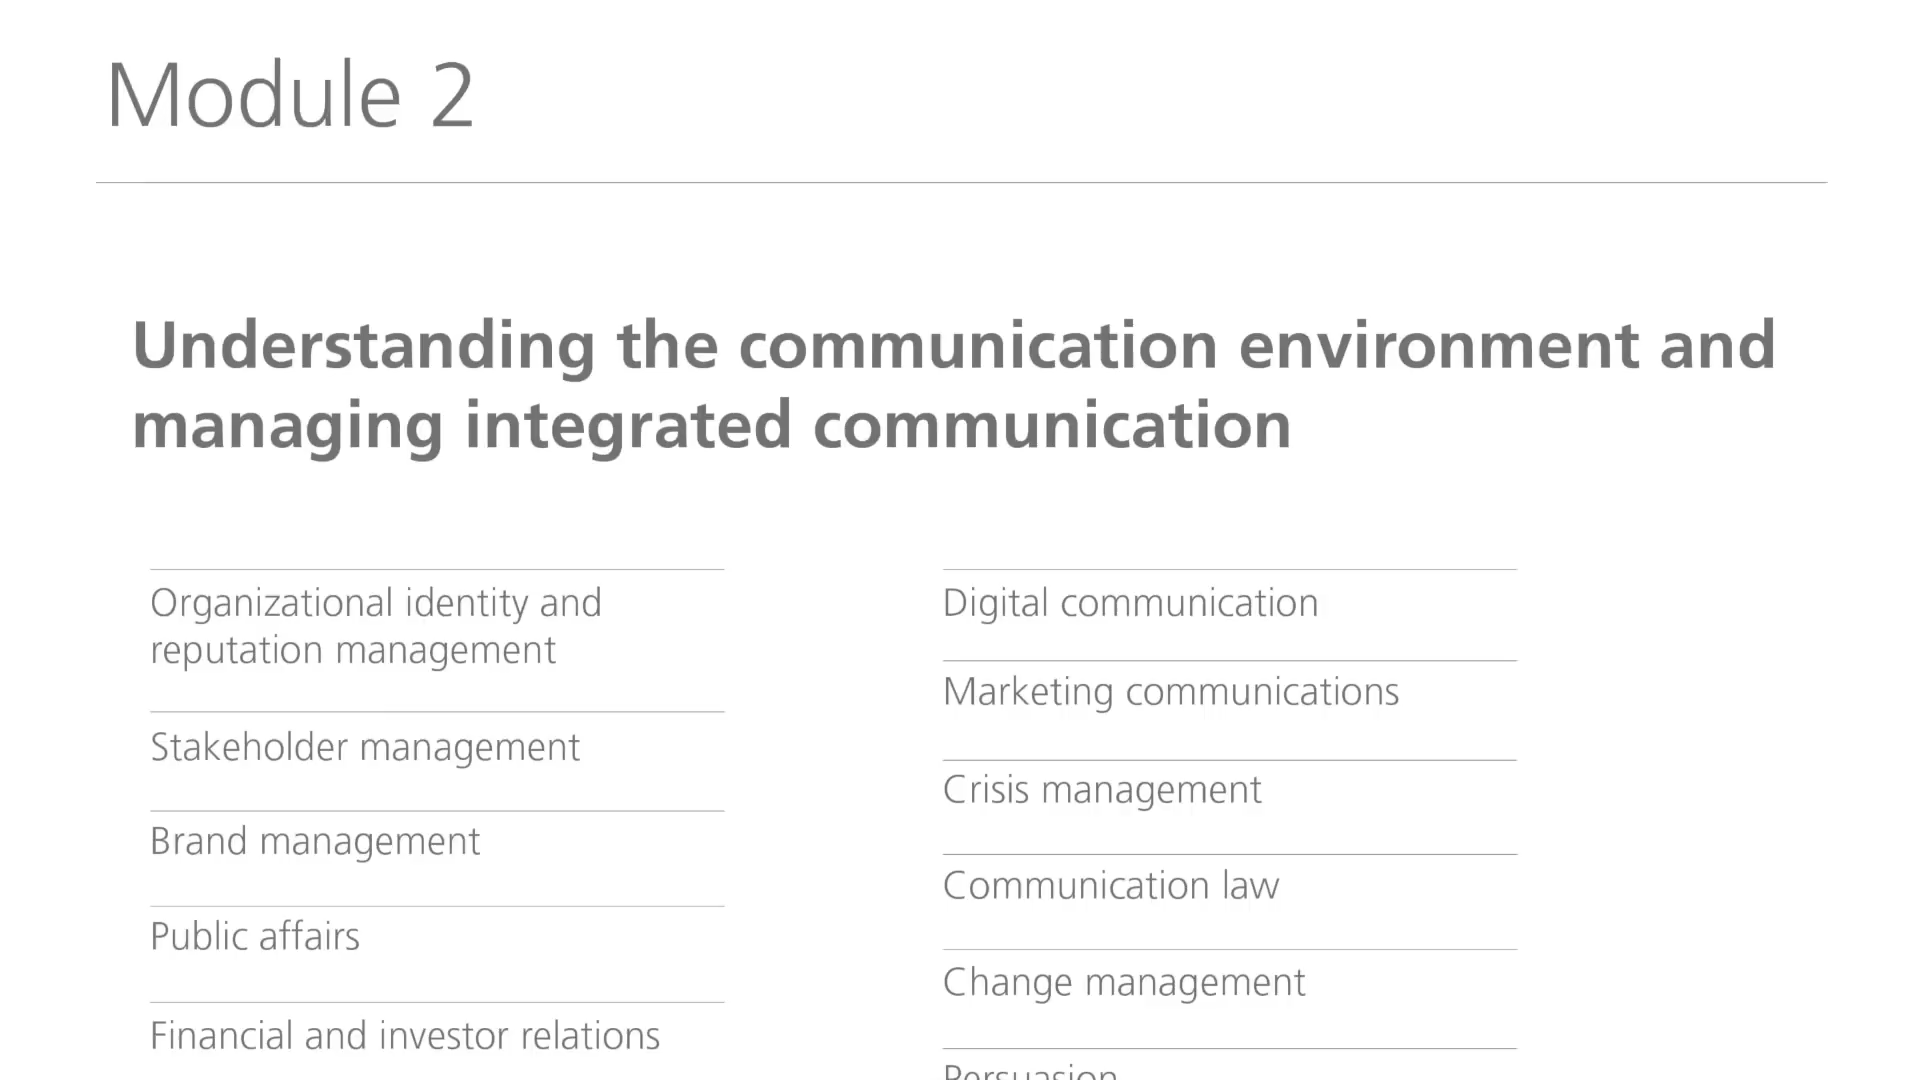 Module 2
Understanding the communication environment and
managing integrated communication
Organizational identity and
reputation management
Stakeholder management
Brand management
Public affairs
Financial and investor relations
Digital communication
Marketing communications
Crisis management
Communication law
Change management
Persuasion